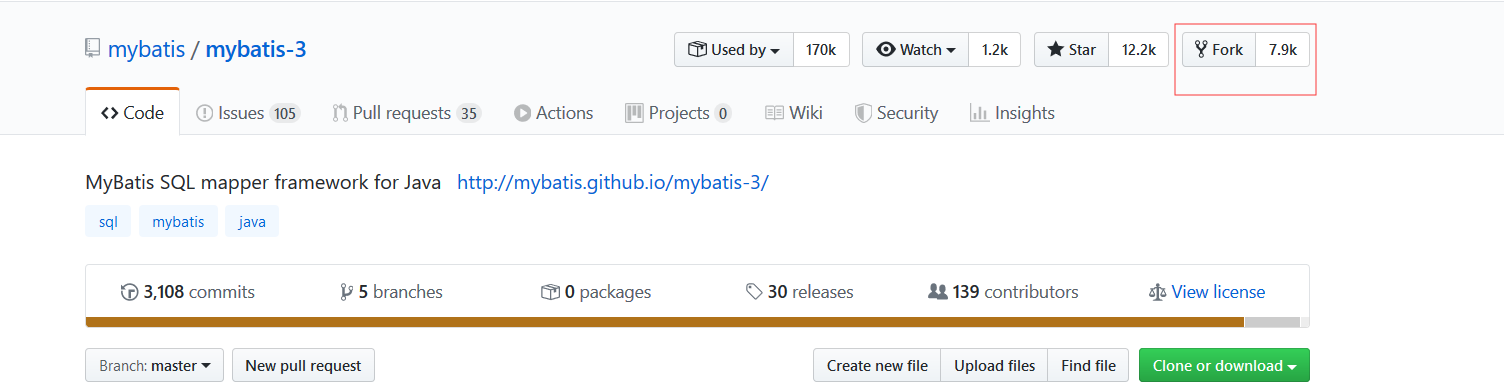 mybatis / mybatis-3 Used by 170k Watch 1.2k Star 12.2k Fork 7.9k
Code Issues 105 Pull requests 35 Actions Projects 0 Wiki Security Insights
MyBatis SQL mapper framework for Java http://mybatis.github.io/mybatis-3/
sql mybatis java
3,108 commits 5 branches 0 packages 30 releases 139 contributors View license
Branch: master New pull request Create new file Upload files Find file Clone or download